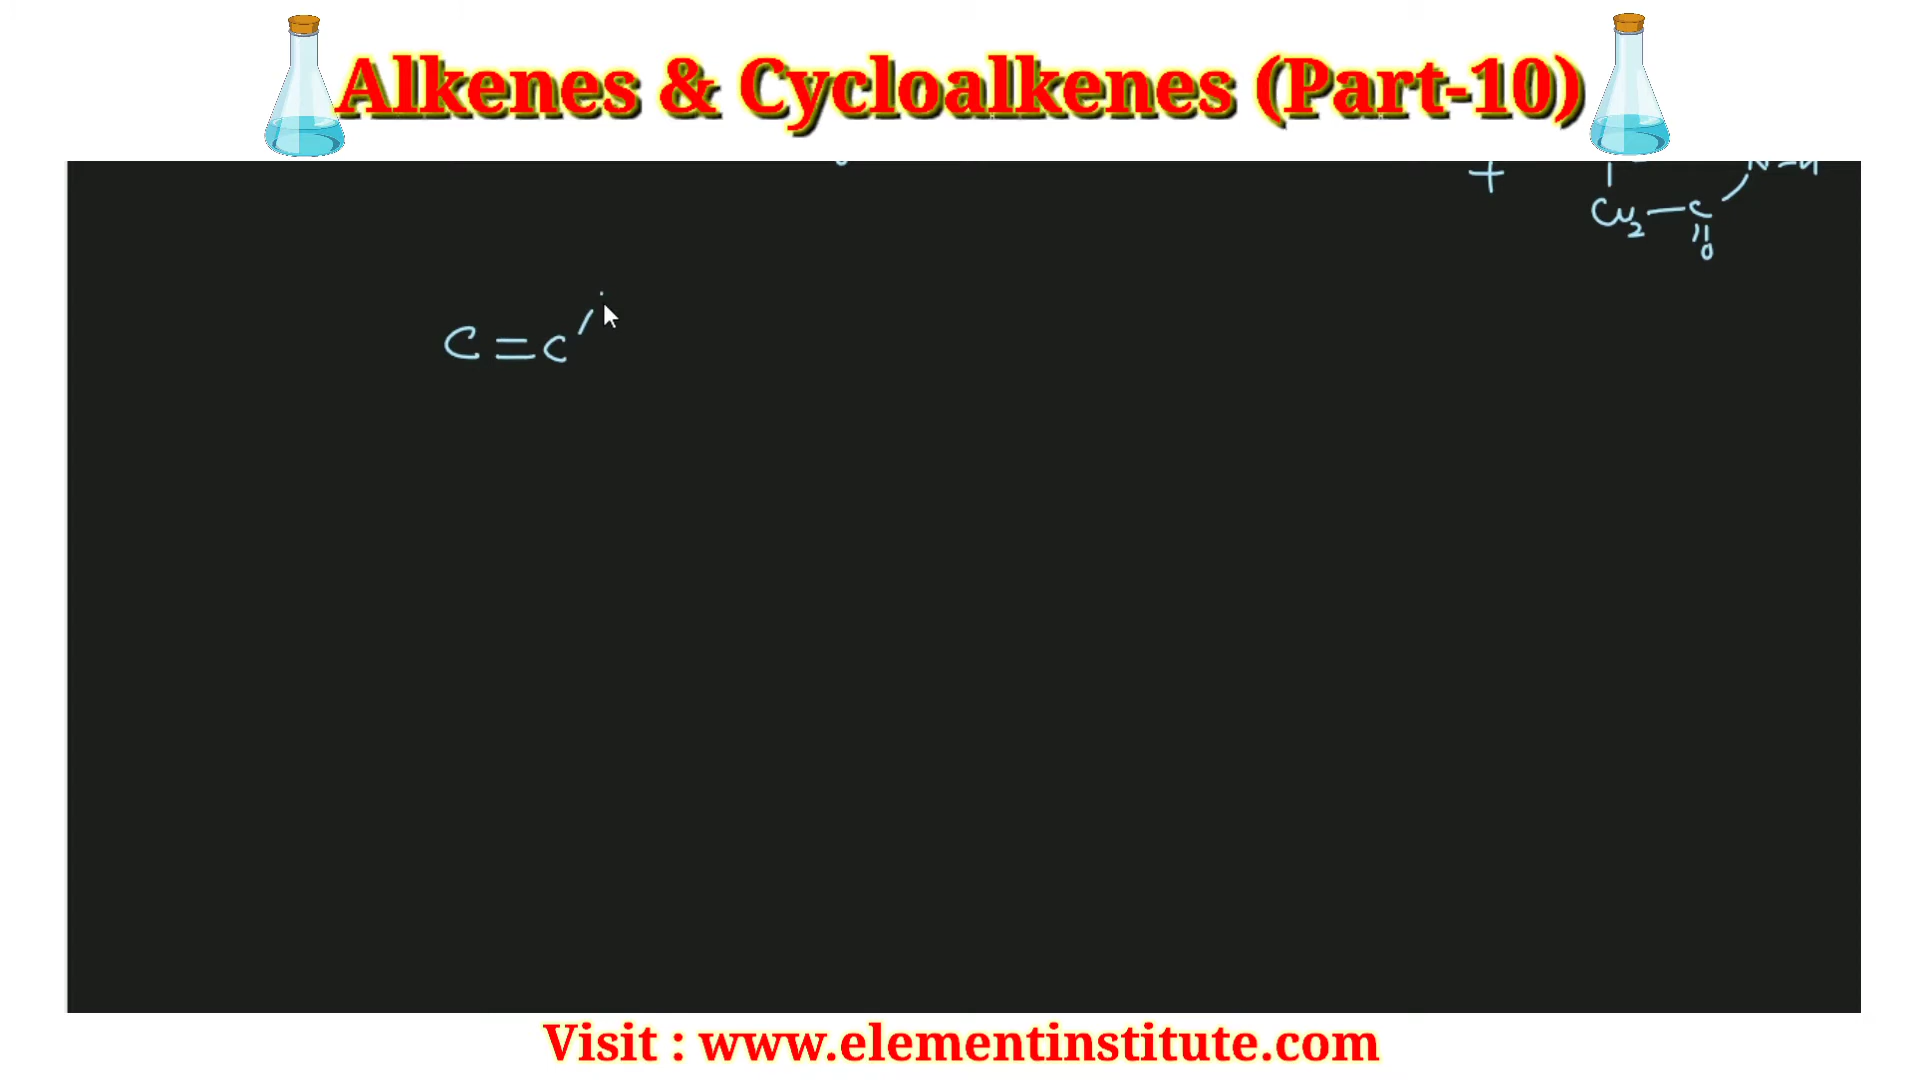 Alkenes & Cycloalkenes (Part-10)
+
CH2—C
O
C=C
Visit : www.elementinstitute.com